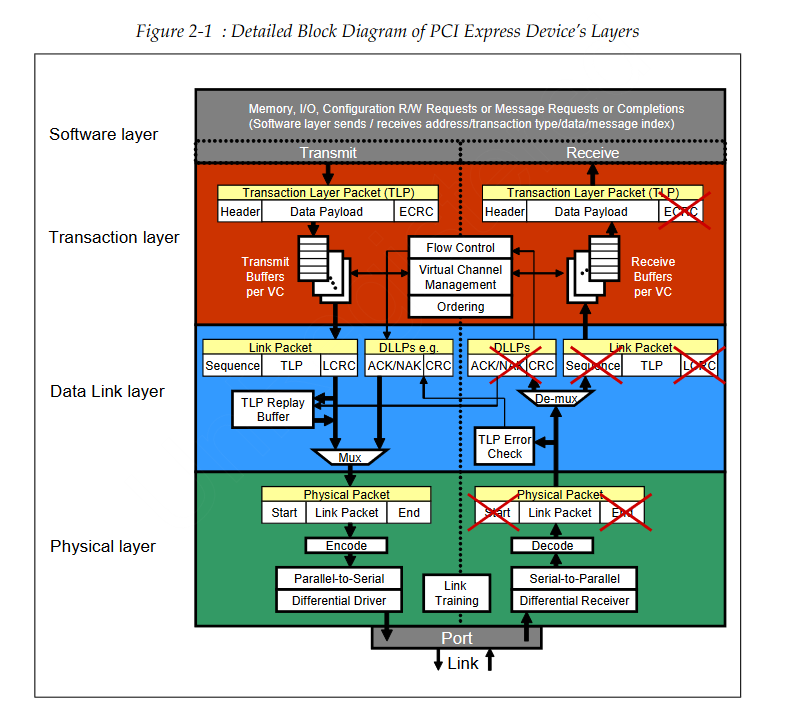 Figure 2-1 : Detailed Block Diagram of PCI Express Device's Layers
Software layer
Memory, I/O, Configuration R/W Requests or Message Requests or Completions
(Software layer sends / receives address/transaction type/data/message index)
Transmit
Receive
Transaction layer
Transaction Layer Packet (TLP)
Header
Data Payload
ECRC
Transaction Layer Packet (TLP)
Header
Data Payload
ECRC
Transmit
Buffers
per VC
Flow Control
Virtual Channel
Management
Ordering
Receive
Buffers
per VC
Data Link layer
Link Packet
Sequence
TLP
LCRC
DLLPs e.g.
ACK/NAK
CRC
DLLPs
ACK/NAK
CRC
Link Packet
Sequence
TLP
LCRC
TLP Replay
Buffer
De-mux
TLP Error
Check
Mux
Physical layer
Physical Packet
Start
Link Packet
End
Physical Packet
Start
Link Packet
End
Encode
Decode
Parallel-to-Serial
Differential Driver
Link
Training
Serial-to-Parallel
Differential Receiver
Port
Link